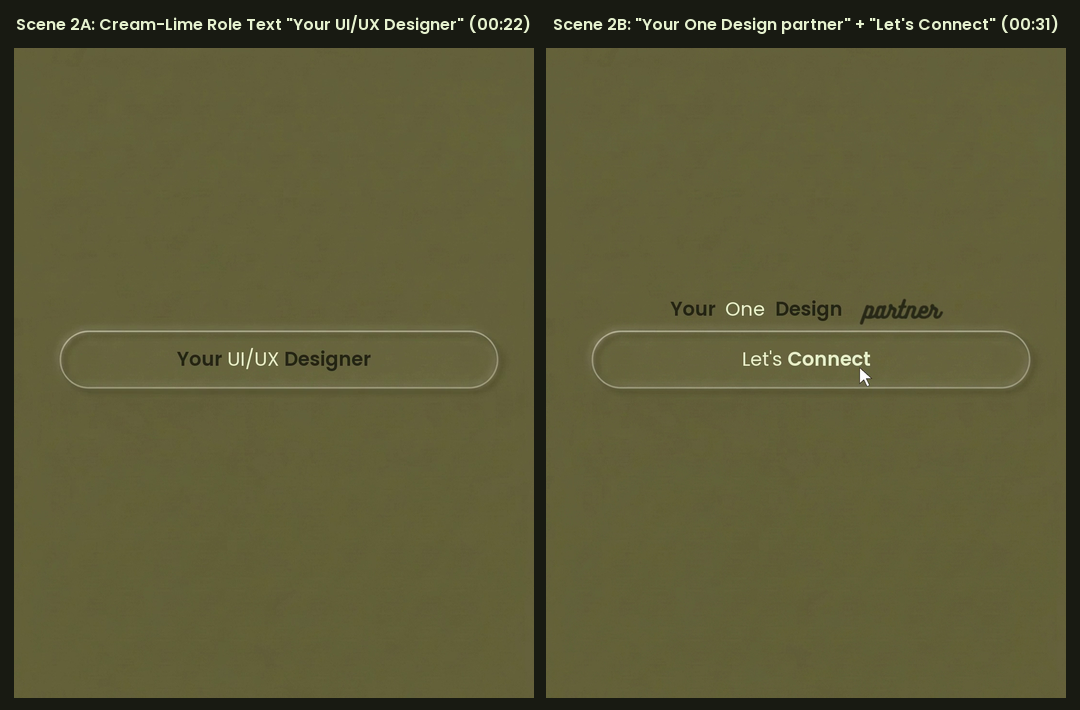 Scene 2A: Cream-Lime Role Text "Your UI/UX Designer" (00:22)
Your UI/UX Designer
Scene 2B: "Your One Design partner" + "Let's Connect" (00:31)
Your One Design partner
Let's Connect